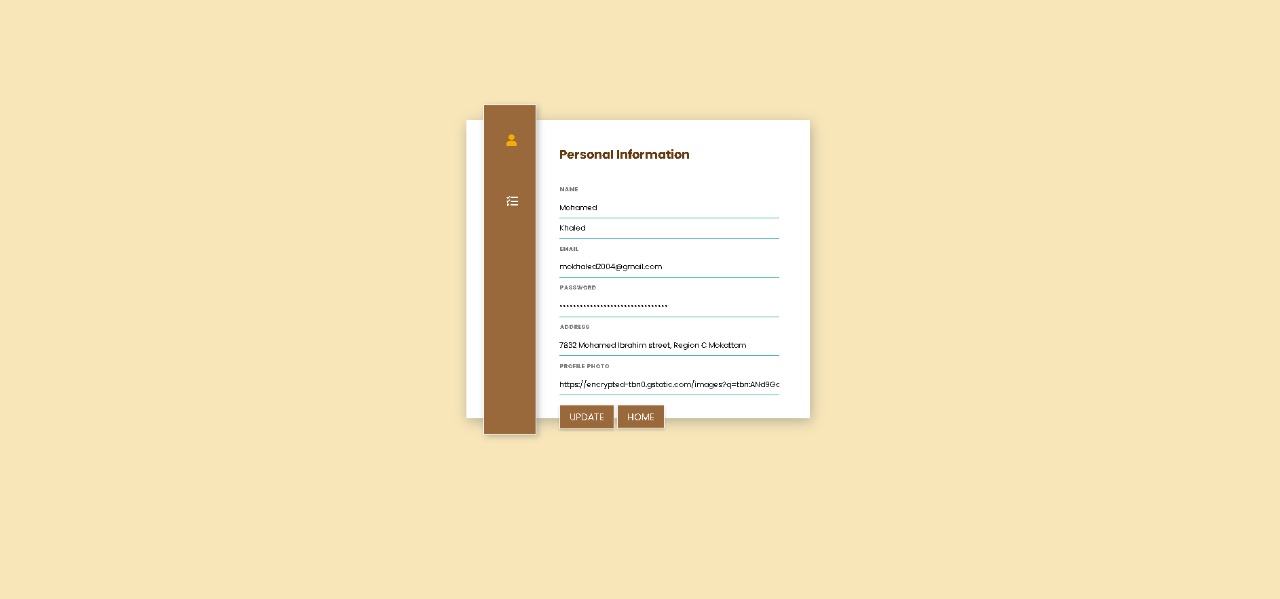 Personal Information
NAME
Mohamed
Khaled
EMAIL
mokhaled2004@gmail.com
PASSWORD
ADDRESS
7832 Mohamed Ibrahim street, Region C Mokattam
PROFILE PHOTO
https://encrypted-tbn0.gstatic.com/images?q=tbn:ANd9Gc
UPDATE HOME